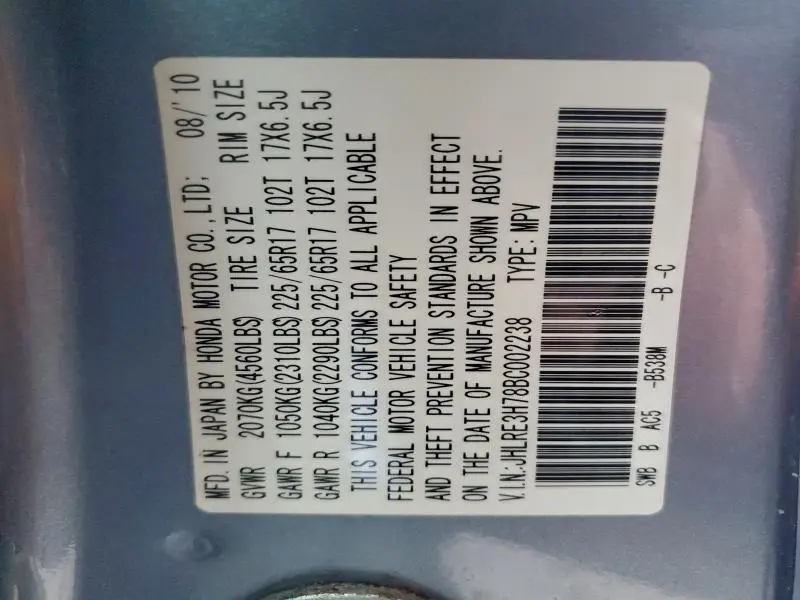 MFD. IN JAPAN BY HONDA MOTOR CO.,LTD; 08/'10
GVWR 2070KG(4560LBS) TIRE SIZE RIM SIZE
GAWR F 1050KG(2310LBS) 225/65R17 102T 17X6.5J
GAWR R 1040KG(2290LBS) 225/65R17 102T 17X6.5J
THIS VEHICLE CONFORMS TO ALL APPLICABLE
FEDERAL MOTOR VEHICLE SAFETY
AND THEFT PREVENTION STANDARDS IN EFFECT
ON THE DATE OF MANUFACTURE SHOWN ABOVE.
V.I.N.:JHLRE3H78BC002238 TYPE: MPV
SWB B AC5 -B538M -B -C